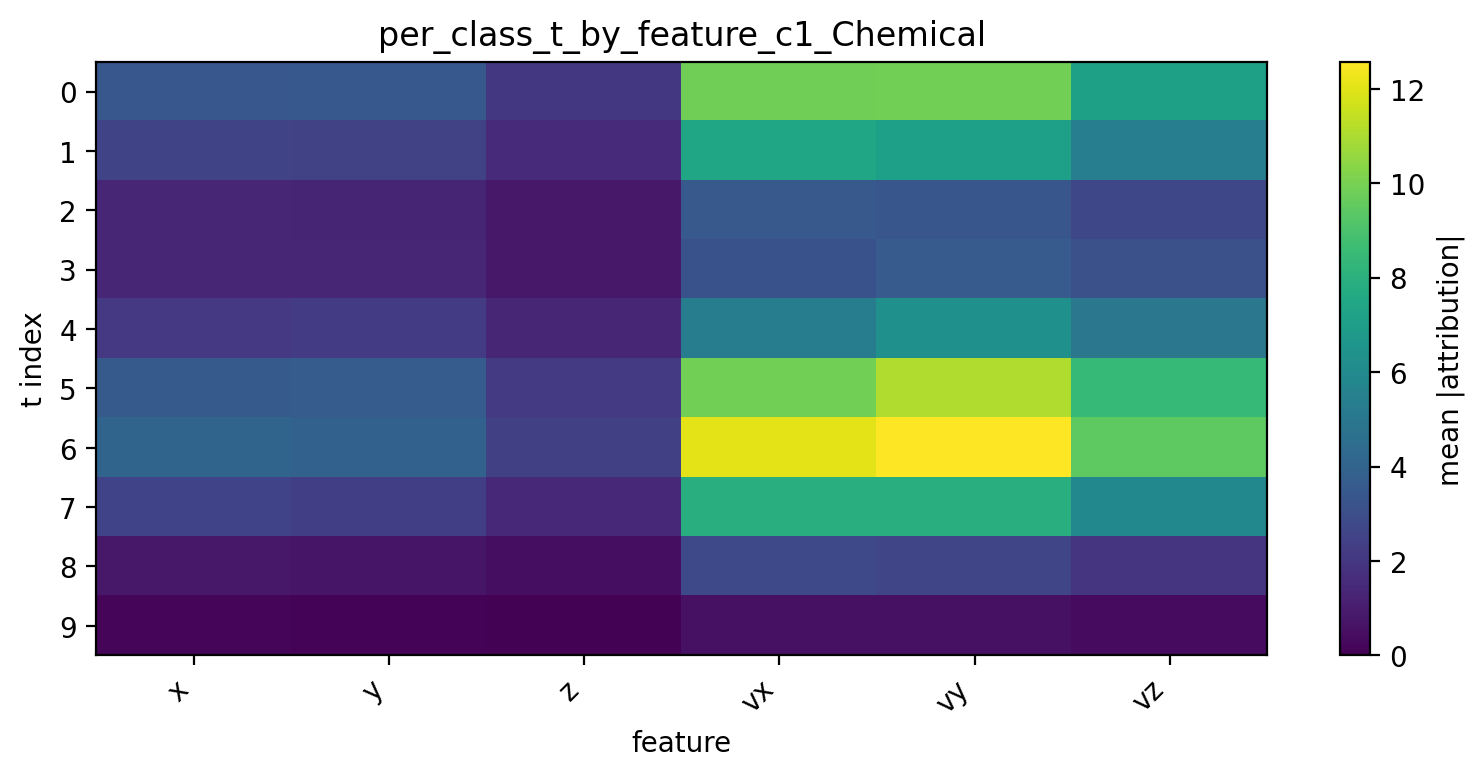 per_class_t_by_feature_c1_Chemical
t index
0
1
2
3
4
5
6
7
8
9
x
y
z
vx
vy
vz
feature
12
10
8
6
4
2
0
mean |attribution|